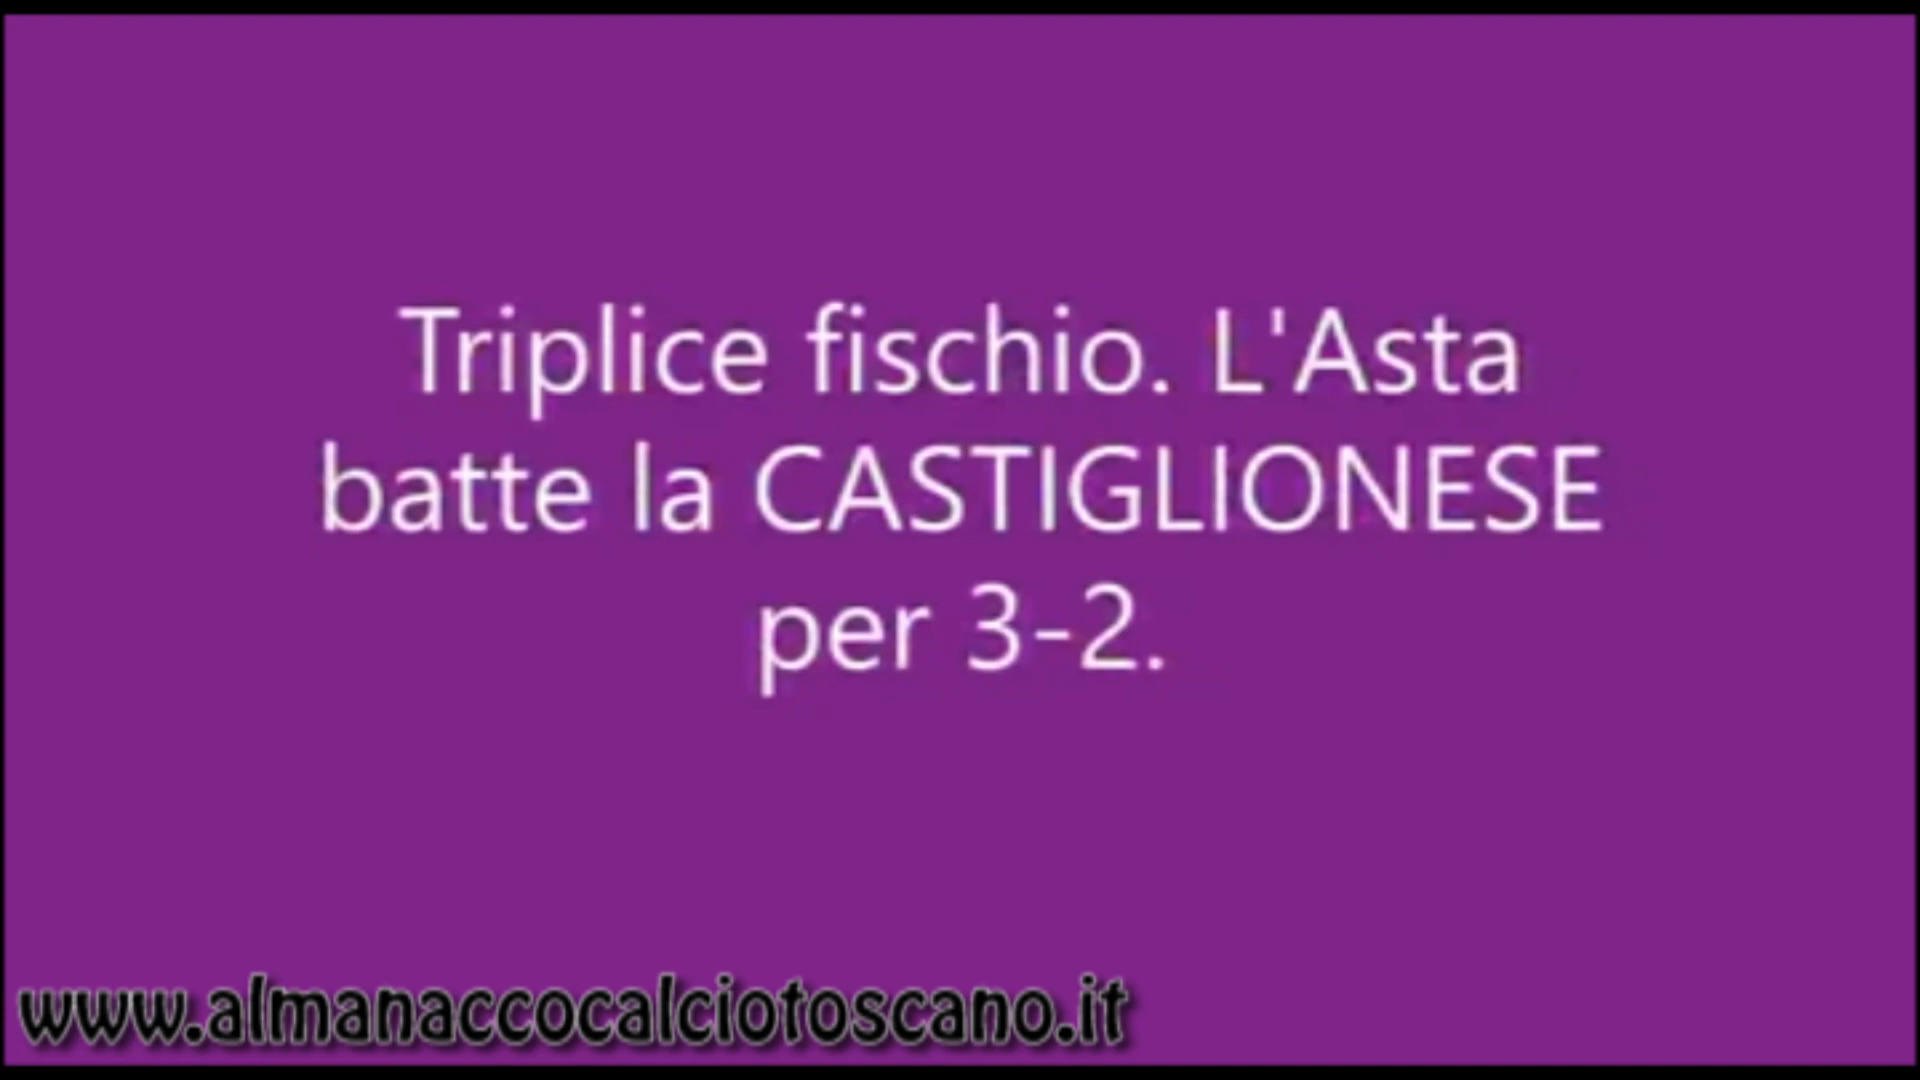 Triplice fischio. L'Asta
batte la CASTIGLIONESE
per 3-2.
www.almanaccocalciotoscano.it